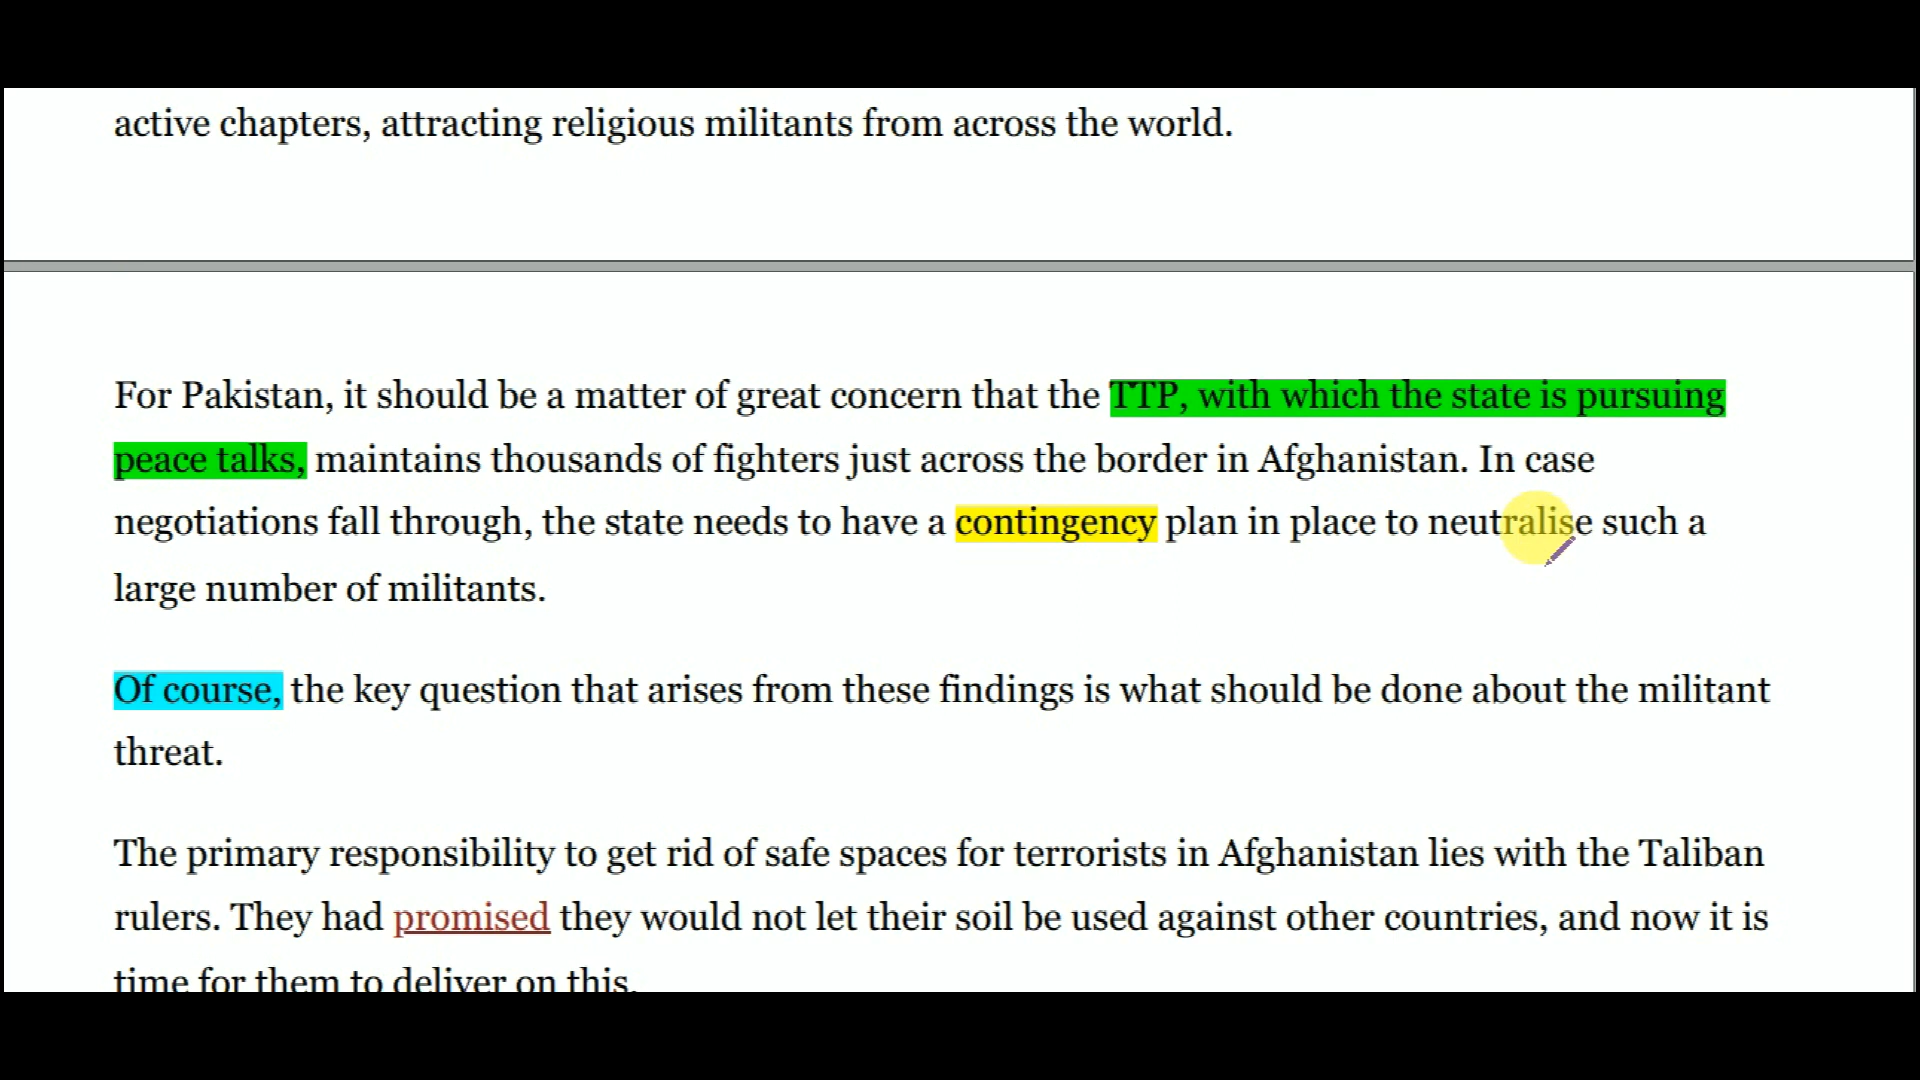 active chapters, attracting religious militants from across the world.
For Pakistan, it should be a matter of great concern that the TTP, with which the state is pursuing
peace talks, maintains thousands of fighters just across the border in Afghanistan. In case
negotiations fall through, the state needs to have a contingency plan in place to neutralise such a
large number of militants.
Of course, the key question that arises from these findings is what should be done about the militant
threat.
The primary responsibility to get rid of safe spaces for terrorists in Afghanistan lies with the Taliban
rulers. They had promised they would not let their soil be used against other countries, and now it is
time for them to deliver on this.